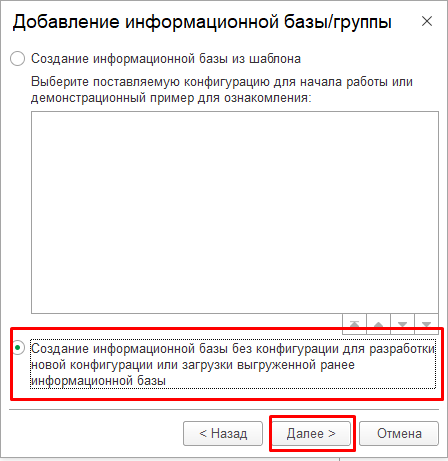 Добавление информационной базы/группы
Создание информационной базы из шаблона
Выберите поставляемую конфигурацию для начала работы или
демонстрационный пример для ознакомления:
Создание информационной базы без конфигурации для разработки
новой конфигурации или загрузки выгруженной ранее
информационной базы
< Назад
Далее >
Отмена